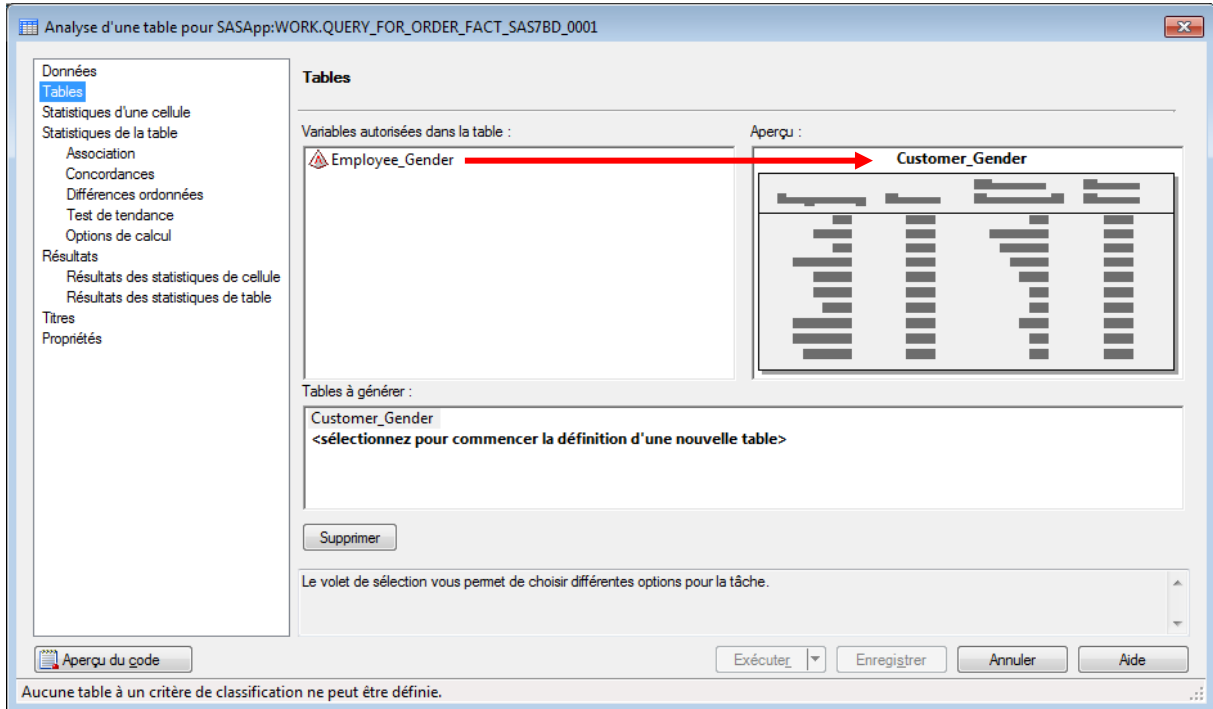 Analyse d'une table pour SASApp:WORK.QUERY_FOR_ORDER_FACT_SAS7BD_0001
Données
Tables
Statistiques d'une cellule
Statistiques de la table
Association
Concordances
Différences ordonnées
Test de tendance
Options de calcul
Résultats
Résultats des statistiques de cellule
Résultats des statistiques de table
Titres
Propriétés
Tables
Variables autorisées dans la table :
Employee_Gender
Aperçu :
Customer_Gender
Tables à générer :
Customer_Gender
<sélectionnez pour commencer la définition d'une nouvelle table>
Supprimer
Le volet de sélection vous permet de choisir différentes options pour la tâche.
Aperçu du code
Exécuter
Enregistrer
Annuler
Aide
Aucune table à un critère de classification ne peut être définie.